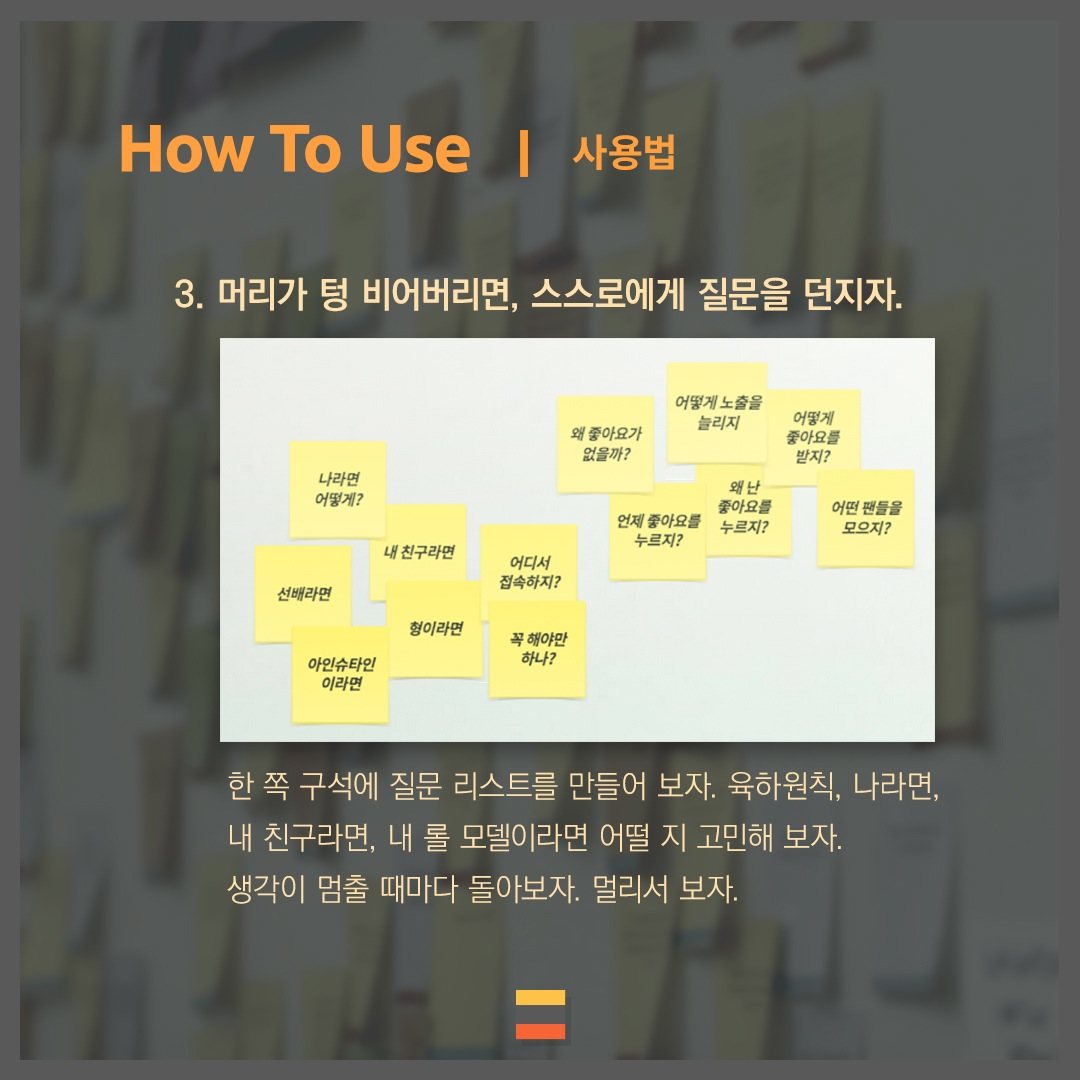 How To Use | 사용법
3. 머리가 텅 비어버리면, 스스로에게 질문을 던지자.
나라면
어떻게?
내 친구라면
선배라면
형이라면
아인슈타인
이라면
어디서
접속하지?
꼭 해야만
하나?
왜 좋아요가
없을까?
어떻게 노출을
늘리지
어떻게
좋아요를
받지?
언제 좋아요를
누르지?
왜 난
좋아요를
누르지?
어떤 팬들을
모으지?
한 쪽 구석에 질문 리스트를 만들어 보자. 육하원칙, 나라면,
내 친구라면, 내 롤 모델이라면 어떨 지 고민해 보자.
생각이 멈출 때마다 돌아보자. 멀리서 보자.